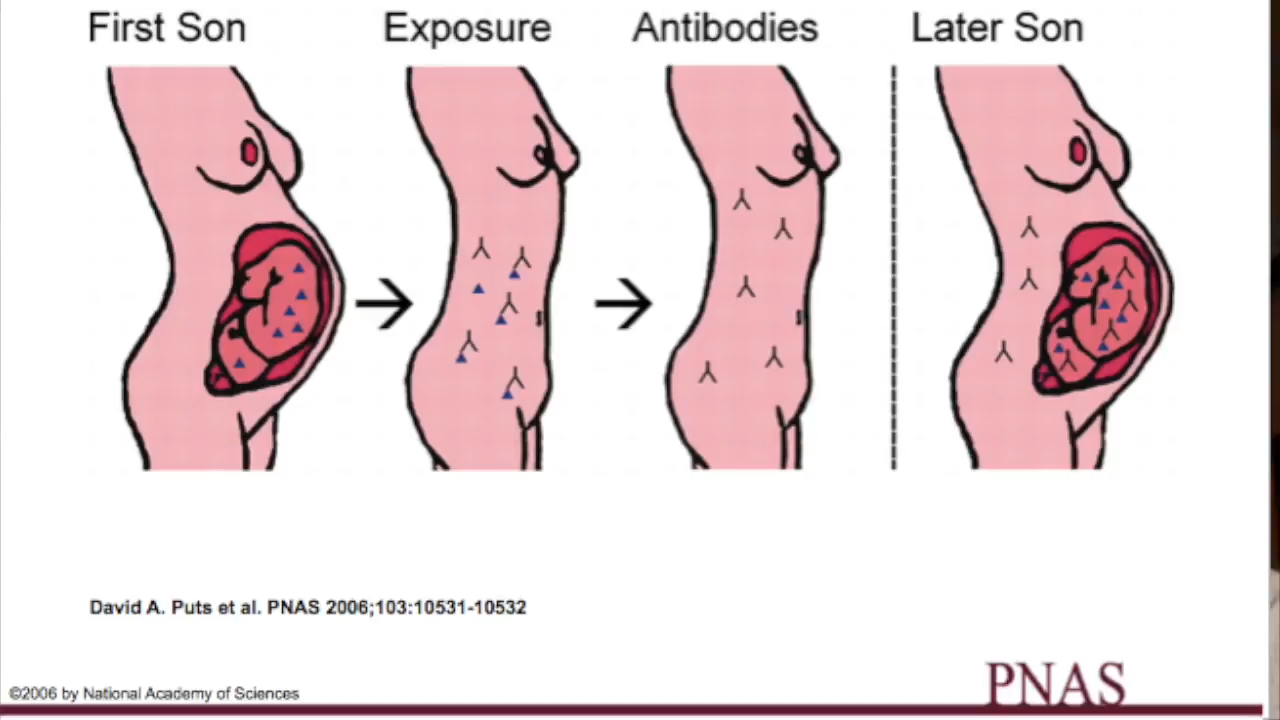 First Son
Exposure
Antibodies
Later Son
David A. Puts et al. PNAS 2006;103:10531-10532
©2006 by National Academy of Sciences
PNAS